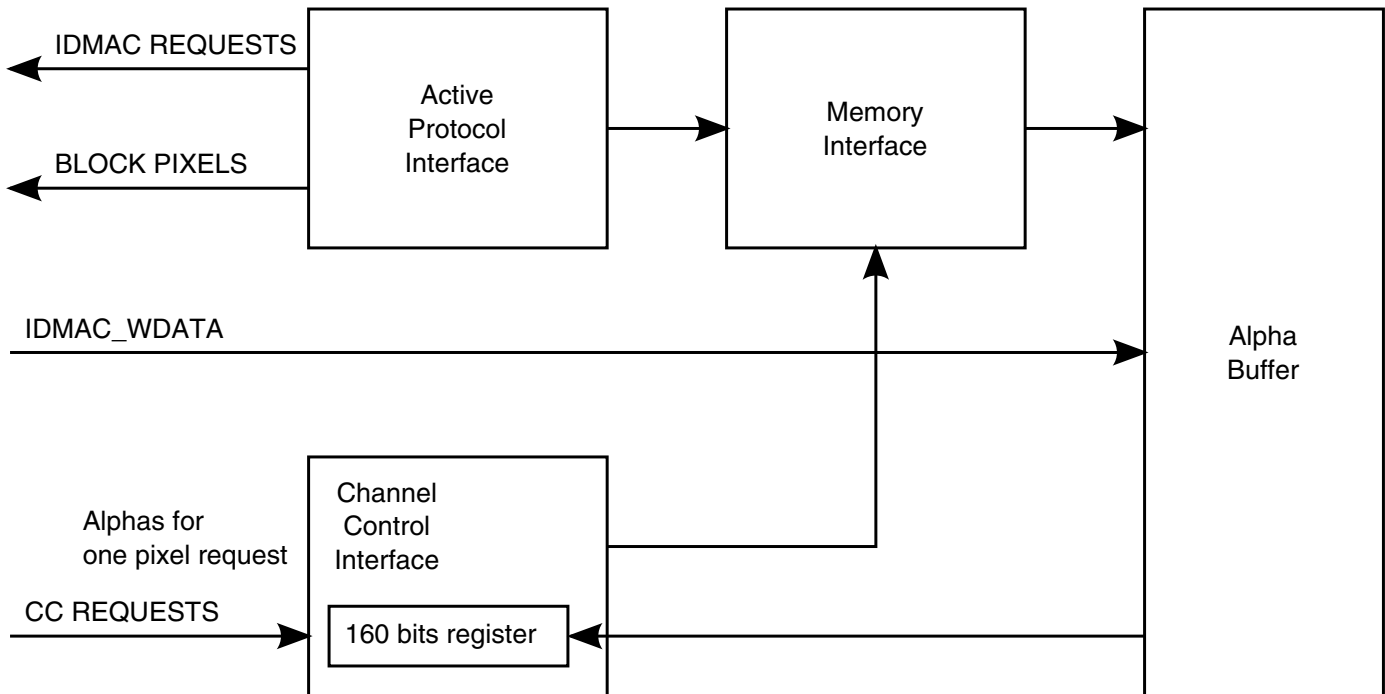 IDMAC REQUESTS
Active
Protocol
Interface
BLOCK PIXELS
Memory
Interface
IDMAC_WDATA
Alpha
Buffer
Channel
Control
Interface
Alphas for
one pixel request
CC REQUESTS
160 bits register